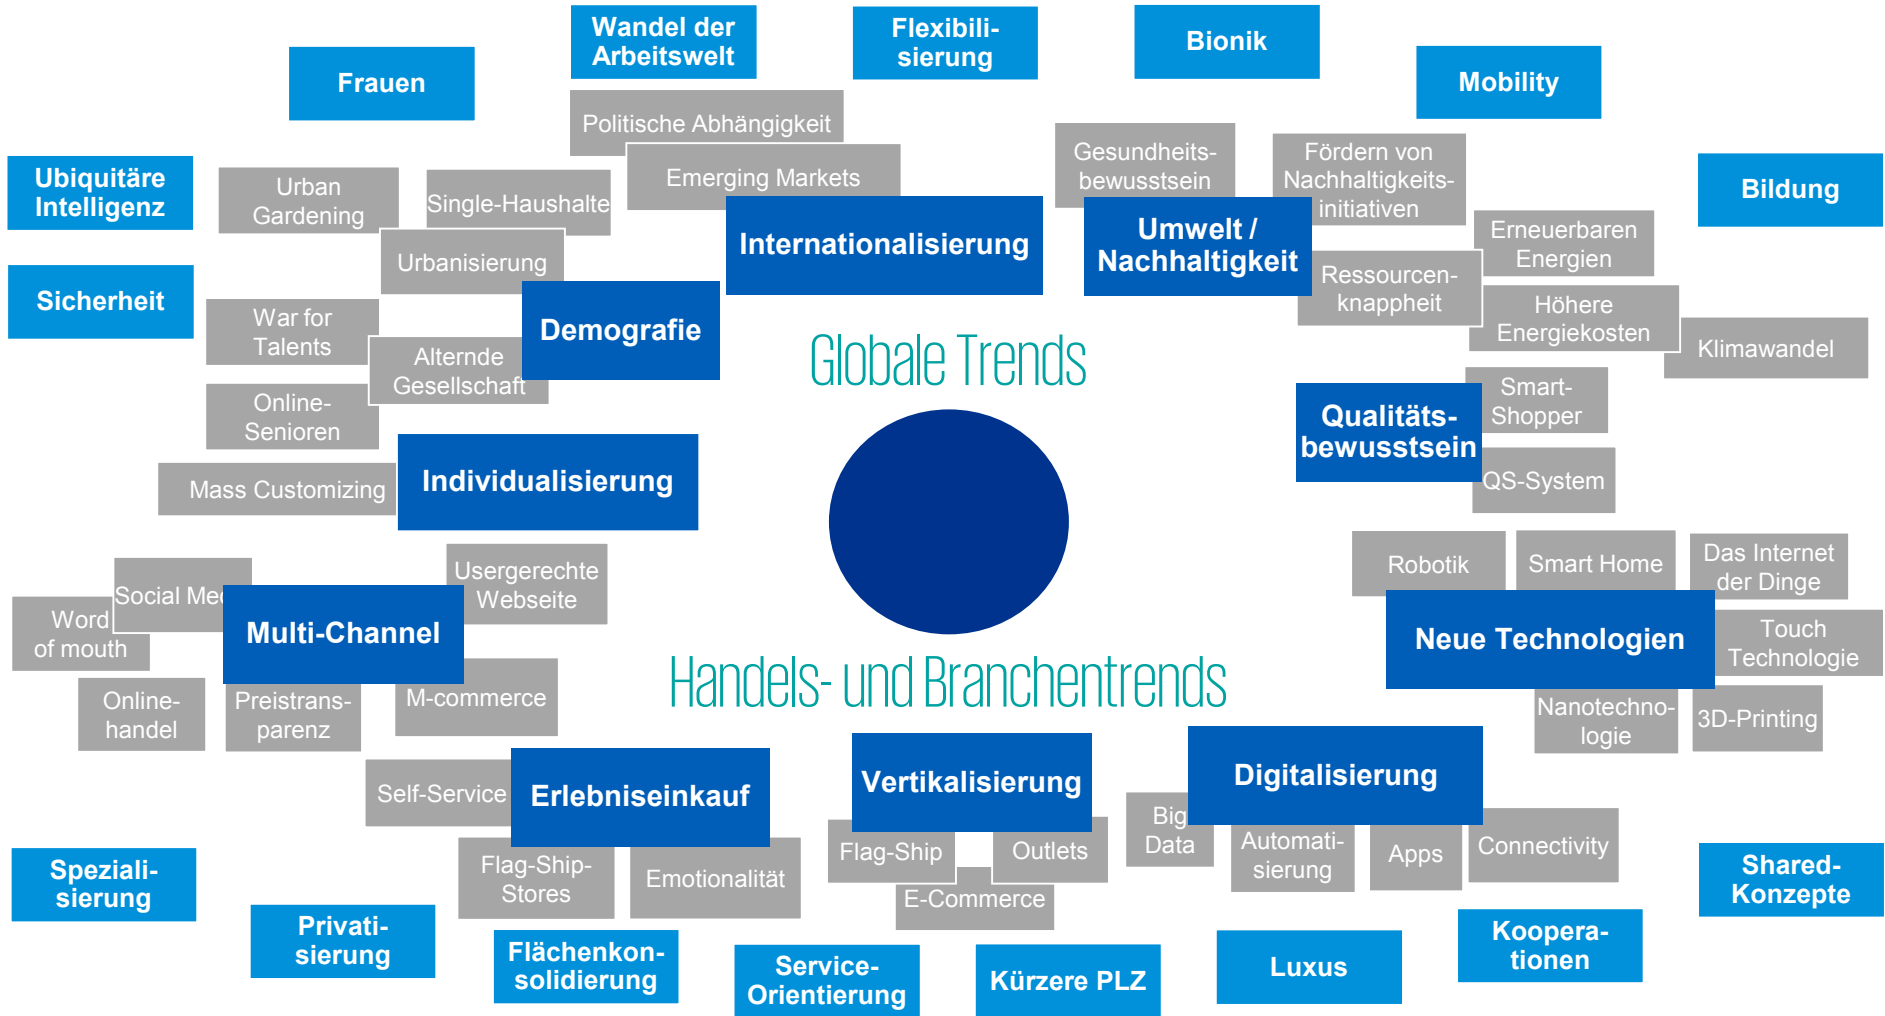 Wandel der
Arbeitswelt
Flexibili-
sierung
Bionik
Mobility
Frauen
Politische Abhängigkeit
Emerging Markets
Gesundheits-
bewusstsein
Fördern von
Nachhaltigkeits-
initiativen
Ubiquitäre
Intelligenz
Urban
Gardening
Single-Haushalte
Bildung
Urbanisierung
Internationalisierung
Umwelt /
Nachhaltigkeit
Erneuerbaren
Energien
Ressourcen-
knappheit
Sicherheit
War for
Talents
Demografie
Höhere
Energiekosten
Klimawandel
Alternde
Gesellschaft
Globale Trends
Online-
Senioren
Qualitäts-
bewusstsein
Smart-
Shopper
QS-System
Mass Customizing
Individualisierung
Usergerechte
Webseite
Robotik
Smart Home
Das Internet
der Dinge
Social Med
Word
of mouth
Multi-Channel
Neue Technologien
Touch
Technologie
Online-
handel
Preistrans-
parenz
M-commerce
Handels- und Branchentrends
Nanotechno-
logie
3D-Printing
Self-Service
Erlebniseinkauf
Vertikalisierung
Digitalisierung
Flag-Ship-
Stores
Emotionalität
Flag-Ship
Outlets
E-Commerce
Big
Data
Automati-
sierung
Apps
Connectivity
Speziali-
sierung
Shared-
Konzepte
Privati-
sierung
Flächenkon-
solidierung
Service-
Orientierung
Kürzere PLZ
Luxus
Koopera-
tionen